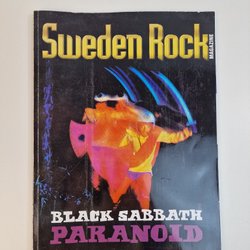 Sweden Rock
MAGAZINE
BLACK SABBATH
PARANOID